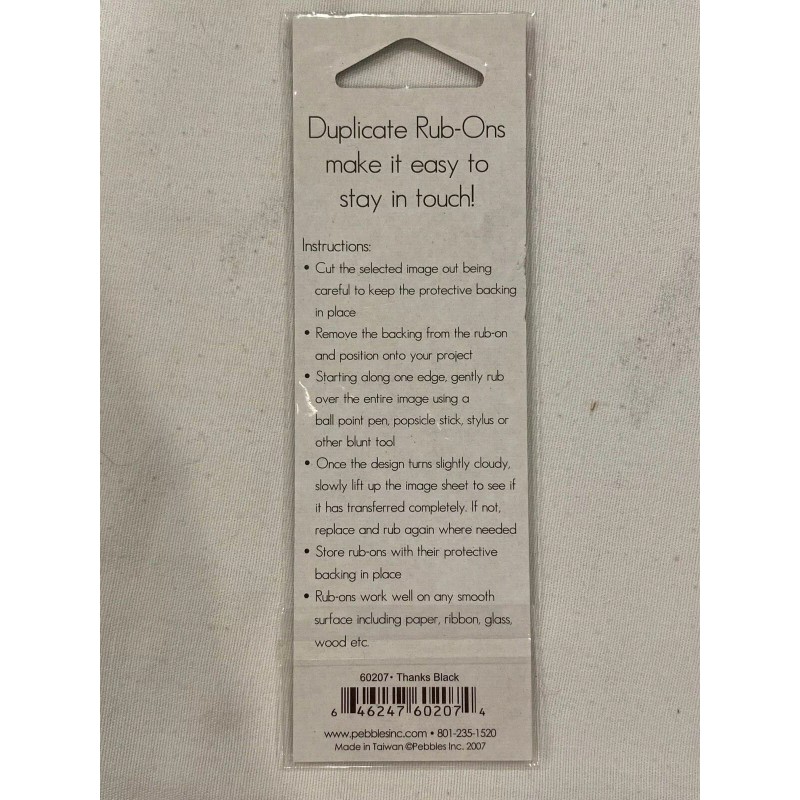 Duplicate Rub-Ons
make it easy to
stay in touch!
Instructions:
• Cut the selected image out being
careful to keep the protective backing
in place
• Remove the backing from the rub-on
and position onto your project
• Starting along one edge, gently rub
over the entire image using a
ball point pen, popsicle stick, stylus or
other blunt tool
• Once the design turns slightly cloudy,
slowly lift up the image sheet to see if
it has transferred completely. If not,
replace and rub again where needed
• Store rub-ons with their protective
backing in place
• Rub-ons work well on any smooth
surface including paper, ribbon, glass,
wood etc.
60207• Thanks Black
6 46247 60207 4
www.pebblesinc.com • 801-235-1520
Made in Taiwan ©Pebbles Inc. 2007